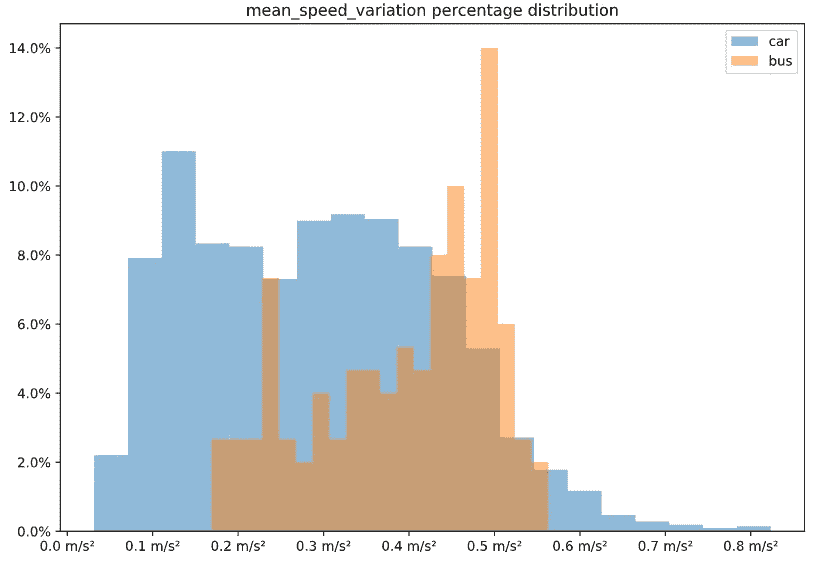 mean_speed_variation percentage distribution
car
bus
14.0%
12.0%
10.0%
8.0%
6.0%
4.0%
2.0%
0.0%
0.0 m/s² 0.1 m/s² 0.2 m/s² 0.3 m/s² 0.4 m/s² 0.5 m/s² 0.6 m/s² 0.7 m/s² 0.8 m/s²